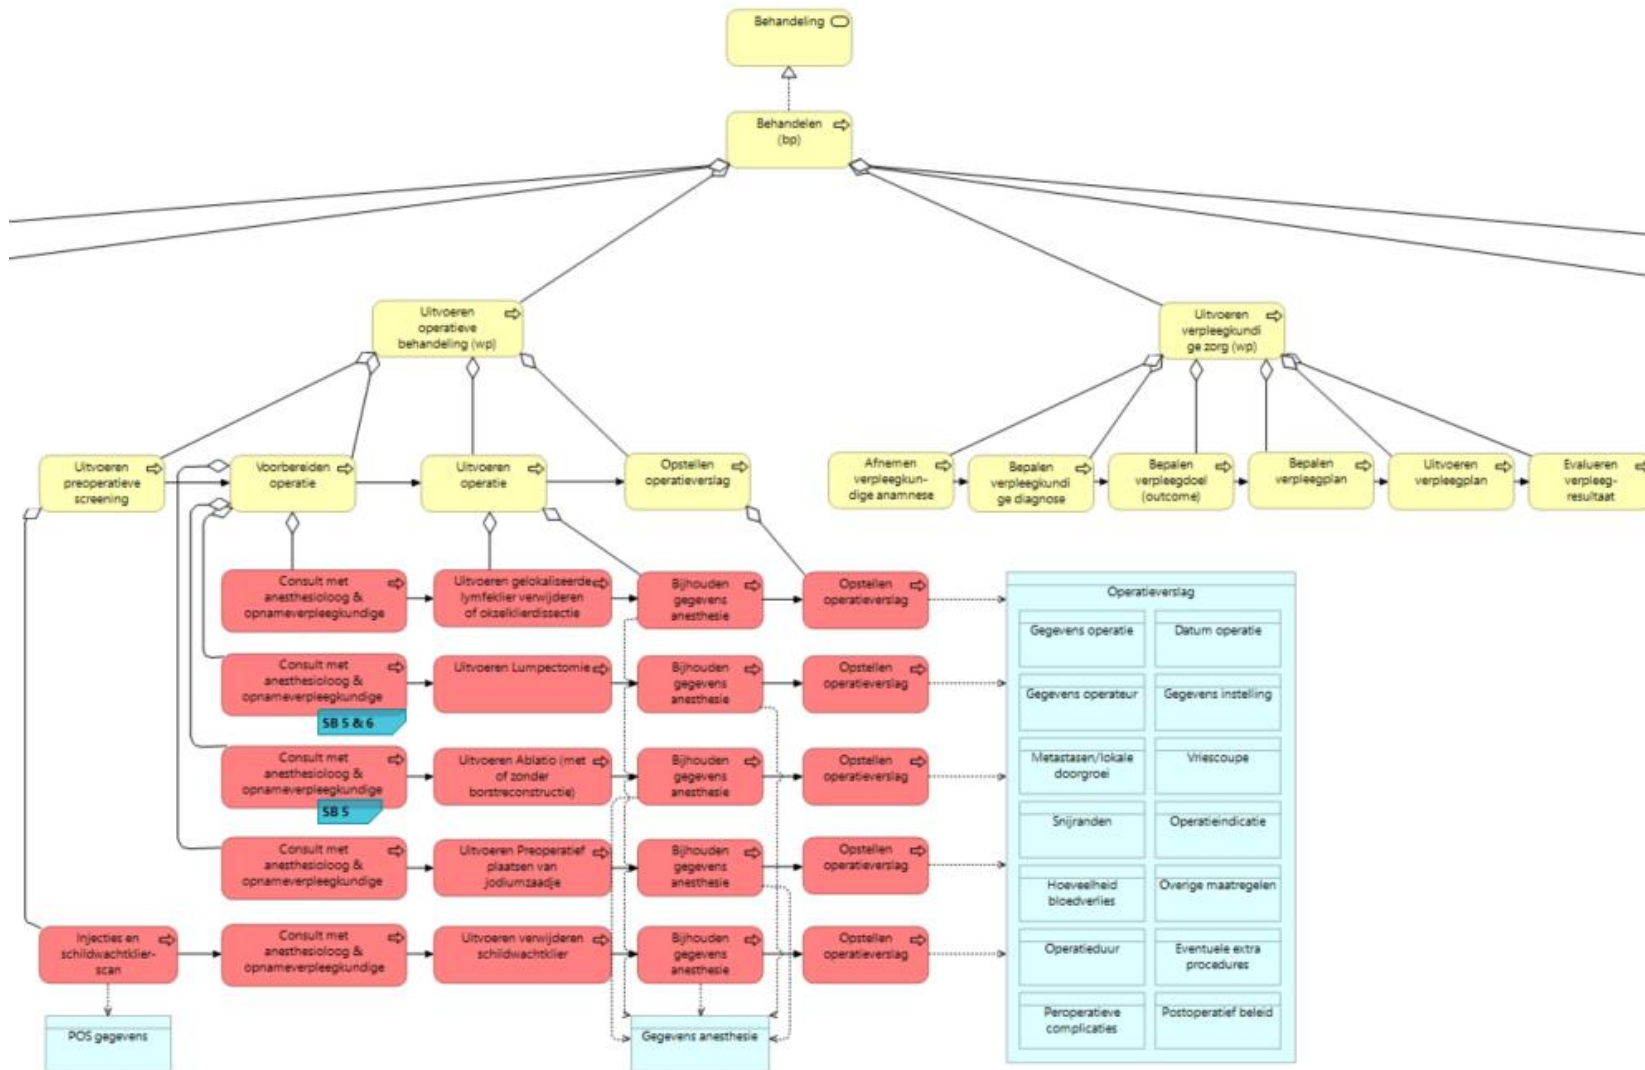 Behandeling
Behandelen
(bp)
Uitvoeren
operatieve
behandeling (wp)
Uitvoeren
verpleegkundi
ge zorg (wp)
Uitvoeren
preoperatieve
screening
Voorbereiden
operatie
Uitvoeren
operatie
Opstellen
operatieverslag
Afnemen
verpleegkun-
dige anamnese
Bepalen
verpleegkundi
ge diagnose
Bepalen
verpleegdoel
(outcome)
Bepalen
verpleegplan
Uitvoeren
verpleegplan
Evalueren
verpleeg-
resultaat
Consult met
anesthesioloog &
opnameverpleegkundige
Uitvoeren gelokaliseerde
lymfeklier verwijderen
of okselklierdissectie
Bijhouden
gegevens
anesthesie
Opstellen
operatieverslag
Consult met
anesthesioloog &
opnameverpleegkundige
SB 5 & 6
Uitvoeren Lumpectomie
Bijhouden
gegevens
anesthesie
Opstellen
operatieverslag
Consult met
anesthesioloog &
opnameverpleegkundige
SB 5
Uitvoeren Ablatio (met
of zonder
borstreconstructie)
Bijhouden
gegevens
anesthesie
Opstellen
operatieverslag
Consult met
anesthesioloog &
opnameverpleegkundige
Uitvoeren Preoperatief
plaatsen van
jodiumzaadje
Bijhouden
gegevens
anesthesie
Opstellen
operatieverslag
Injecties en
schildwachtklier-
scan
Consult met
anesthesioloog &
opnameverpleegkundige
Uitvoeren verwijderen
schildwachtklier
Bijhouden
gegevens
anesthesie
Opstellen
operatieverslag
Operatieverslag
Gegevens operatie
Datum operatie
Gegevens operateur
Gegevens instelling
Metastasen/lokale
doorgroei
Vriescoupe
Snijranden
Operatieindicatie
Hoeveelheid
bloedverlies
Overige maatregelen
Operatieduur
Eventuele extra
procedures
Peroperatieve
complicaties
Postoperatief beleid
POS gegevens
Gegevens anesthesie